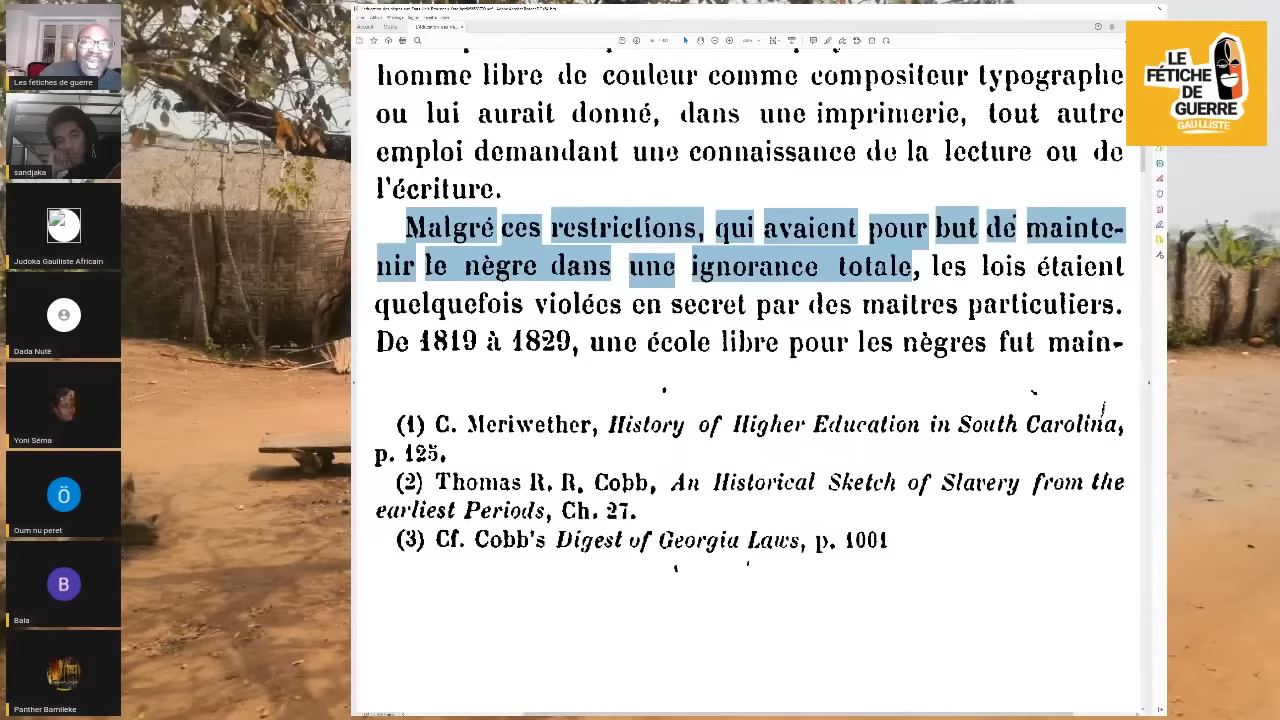 Les fétiches de guerre
sandjaka
Judoka Gaulliste Africain
Dada Nuté
Yoni Séma
Oum nu peret
Bala
Panther Bamileke
Accueil Outils
homme libre de couleur comme compositeur typographe
ou lui aurait donné, dans une imprimerie, tout autre
emploi demandant une connaissance de la lecture ou de
l'écriture.
Malgré ces restrictions, qui avaient pour but de mainte-
nir le nègre dans une ignorance totale, les lois étaient
quelquefois violées en secret par des maîtres particuliers.
De 1819 à 1829, une école libre pour les nègres fut main-
(1) C. Meriwether, History of Higher Education in South Carolina,
p. 125.
(2) Thomas R. R. Cobb, An Historical Sketch of Slavery from the
earliest Periods, Ch. 27.
(3) Cf. Cobb's Digest of Georgia Laws, p. 1001
LE
FÉTICHE
DE
GUERRE
GAULLISTE
Ö
B